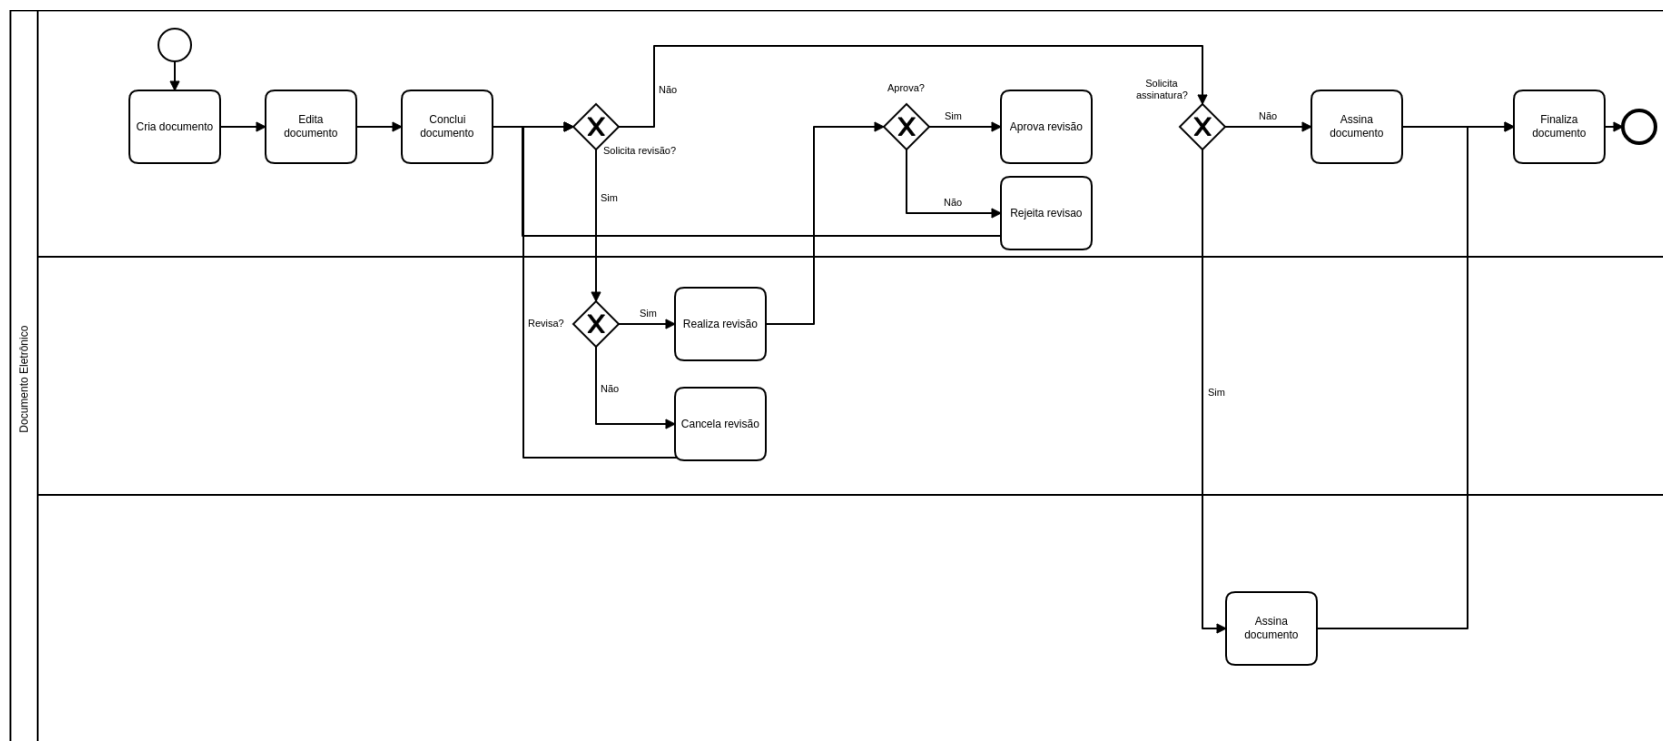 Documento Eletrônico
Cria documento
Edita
documento
Conclui
documento
Solicita revisão?
Não
Sim
Aprova?
Sim
Não
Aprova revisão
Rejeita revisao
Solicita
assinatura?
Não
Assina
documento
Finaliza
documento
Revisa?
Sim
Realiza revisão
Não
Cancela revisão
Sim
Assina
documento